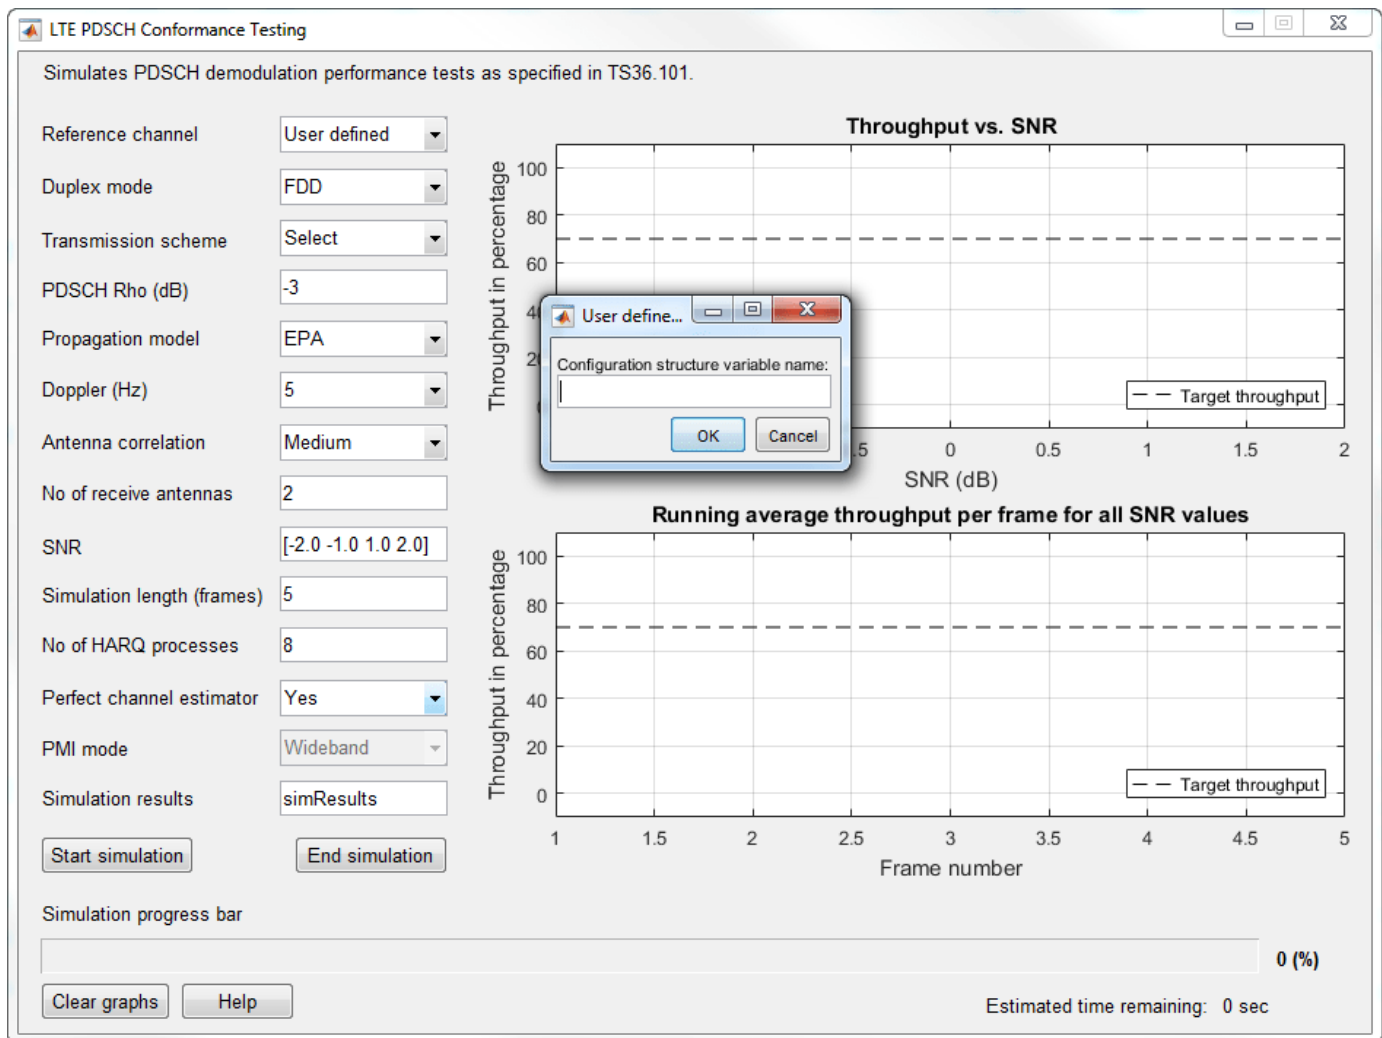 LTE PDSCH Conformance Testing
Simulates PDSCH demodulation performance tests as specified in TS36.101.
Reference channel User defined
Duplex mode FDD
Transmission scheme Select
PDSCH Rho (dB) -3
Propagation model EPA
Doppler (Hz) 5
Antenna correlation Medium
No of receive antennas 2
SNR [-2.0 -1.0 1.0 2.0]
Simulation length (frames) 5
No of HARQ processes 8
Perfect channel estimator Yes
PMI mode Wideband
Simulation results simResults
Start simulation End simulation
Throughput vs. SNR
Throughput in percentage
100
80
60
Target throughput
0 0.5 1 1.5 2
SNR (dB)
User define...
Configuration structure variable name:
OK Cancel
Running average throughput per frame for all SNR values
Throughput in percentage
100
80
60
40
20
0
Target throughput
1 1.5 2 2.5 3 3.5 4 4.5 5
Frame number
Simulation progress bar
0 (%)
Clear graphs Help
Estimated time remaining: 0 sec